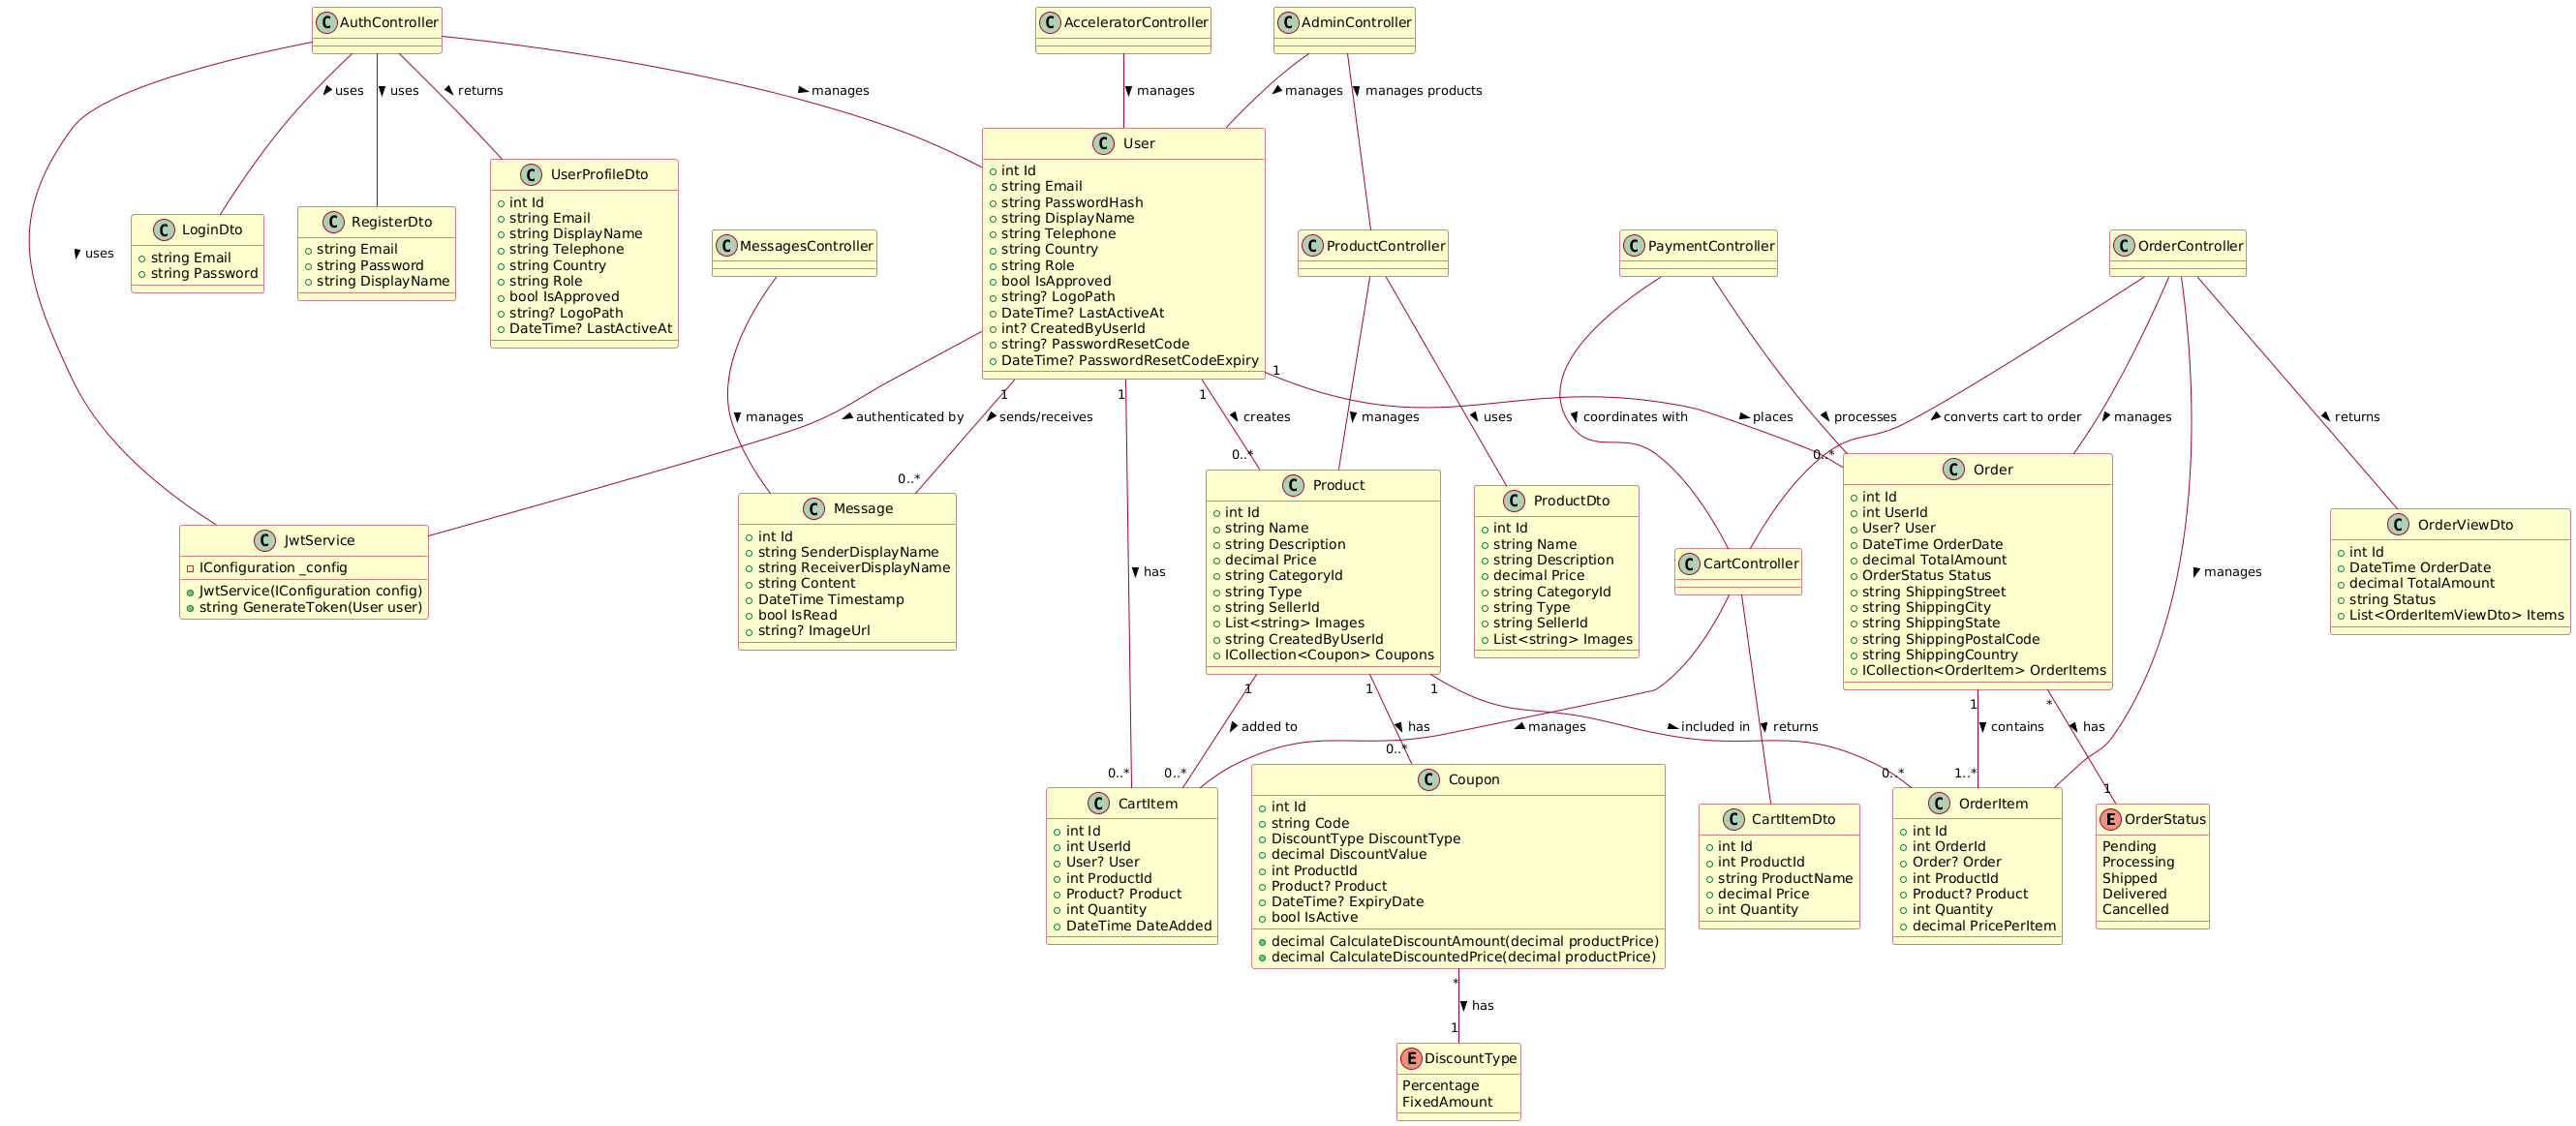 C AuthController
C AcceleratorController
C AdminController
uses
uses
returns
manages
manages
manages
manages products
C User
int Id
string Email
string PasswordHash
string DisplayName
string Telephone
string Country
string Role
bool IsApproved
string? LogoPath
DateTime? LastActiveAt
int? CreatedByUserId
string? PasswordResetCode
DateTime? PasswordResetCodeExpiry
C UserProfileDto
int Id
string Email
string DisplayName
string Telephone
string Country
string Role
bool IsApproved
string? LogoPath
DateTime? LastActiveAt
C LoginDto
string Email
string Password
C RegisterDto
string Email
string Password
string DisplayName
uses
C MessagesController
C ProductController
C PaymentController
C OrderController
1
1
1
1
manages
authenticated by
sends/receives
creates
manages
uses
places
coordinates with
processes
converts cart to order
manages
returns
0..*
0..*
0..*
C JwtService
IConfiguration _config
JwtService(IConfiguration config)
string GenerateToken(User user)
C Message
int Id
string SenderDisplayName
string ReceiverDisplayName
string Content
DateTime Timestamp
bool IsRead
string? ImageUrl
has
C Product
int Id
string Name
string Description
decimal Price
string CategoryId
string Type
string SellerId
List<string> Images
string CreatedByUserId
ICollection<Coupon> Coupons
C ProductDto
int Id
string Name
string Description
decimal Price
string CategoryId
string Type
string SellerId
List<string> Images
C CartController
C Order
int Id
int UserId
User? User
DateTime OrderDate
decimal TotalAmount
OrderStatus Status
string ShippingStreet
string ShippingCity
string ShippingState
string ShippingPostalCode
string ShippingCountry
ICollection<OrderItem> OrderItems
manages
C OrderViewDto
int Id
DateTime OrderDate
decimal TotalAmount
string Status
List<OrderItemViewDto> Items
1
1
1
1
*
added to
has
manages
included in
returns
contains
has
0..*
0..*
0..*
0..*
1..*
1
C CartItem
int Id
int UserId
User? User
int ProductId
Product? Product
int Quantity
DateTime DateAdded
C Coupon
int Id
string Code
DiscountType DiscountType
decimal DiscountValue
int ProductId
Product? Product
DateTime? ExpiryDate
bool IsActive
decimal CalculateDiscountAmount(decimal productPrice)
decimal CalculateDiscountedPrice(decimal productPrice)
C CartItemDto
int Id
int ProductId
string ProductName
decimal Price
int Quantity
C OrderItem
int Id
int OrderId
Order? Order
int ProductId
Product? Product
int Quantity
decimal PricePerItem
E OrderStatus
Pending
Processing
Shipped
Delivered
Cancelled
*
has
1
E DiscountType
Percentage
FixedAmount